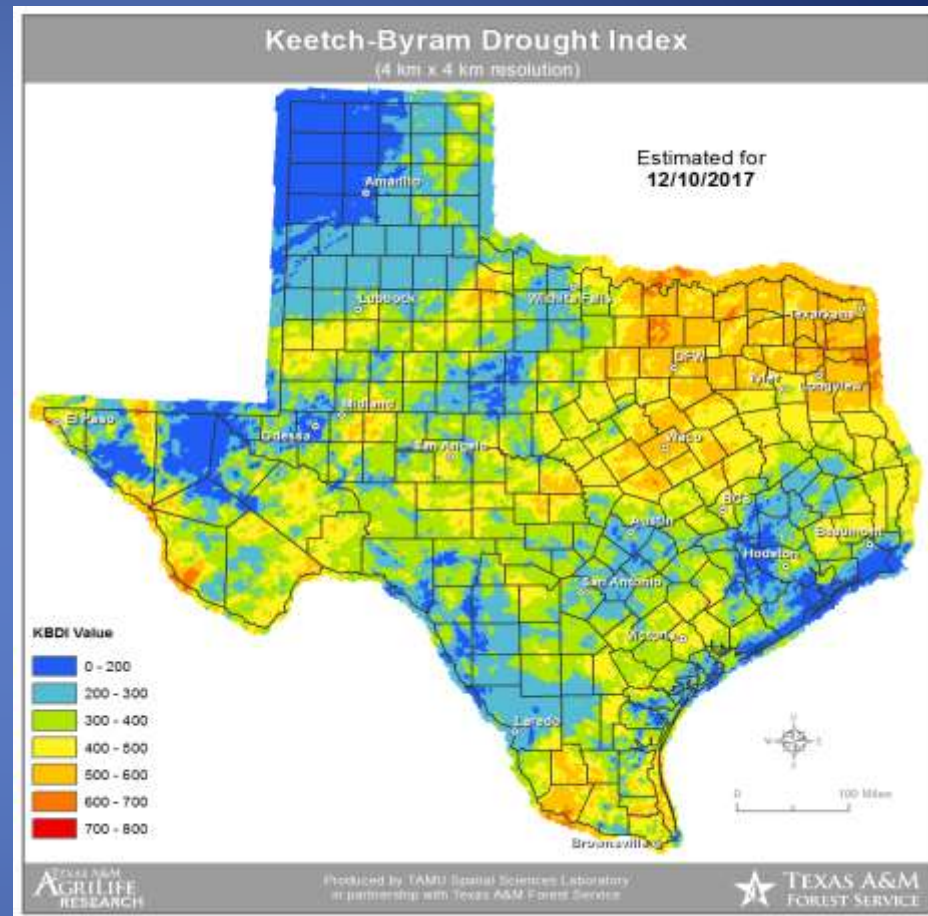 Keetch-Byram Drought Index
(4 km x 4 km resolution)
Estimated for
12/10/2017
Amarillo
Lubbock
Wichita Falls
Texarkana
DFW
Tyler
Longview
El Paso
Midland
Odessa
San Angelo
Waco
BCS
Austin
Beaumont
Houston
San Antonio
Victoria
Laredo
Brownsville
KBDI Value
0 - 200
200 - 300
300 - 400
400 - 500
500 - 600
600 - 700
700 - 800
N
W
E
S
0
100 Miles
TEXAS A&M
AGRILIFE
RESEARCH
Produced by TAMU Spatial Sciences Laboratory
in partnership with Texas A&M Forest Service
TEXAS A&M
FOREST SERVICE